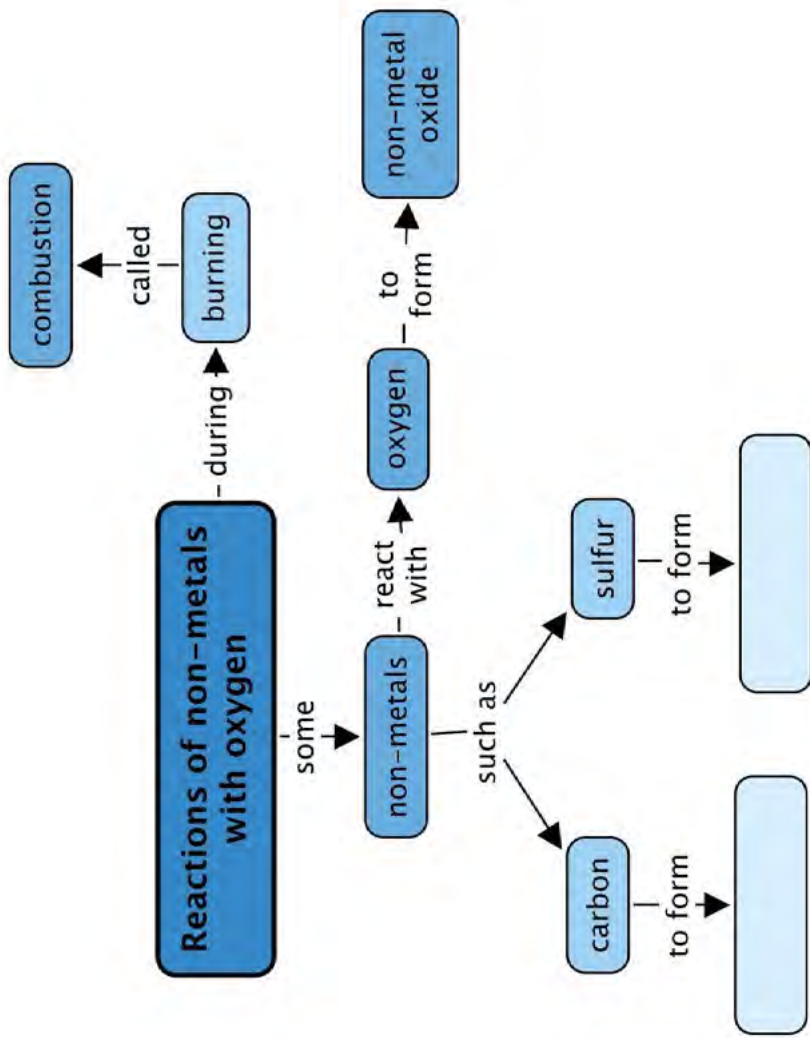 Reactions of non-metals
with oxygen
during
burning
called
combustion
some
non-metals
react
with
oxygen
to
form
non-metal
oxide
such as
carbon
to form
sulfur
to form